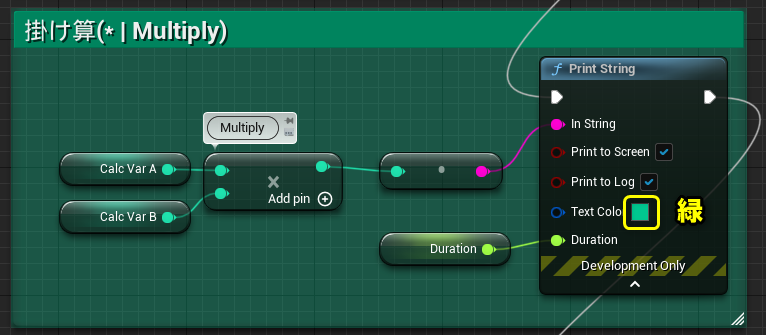 掛け算(* | Multiply)
Print String
Multiply
In String
Calc Var A
Print to Screen
Add pin
Print to Log
Calc Var B
Text Colo
緑
Duration
Duration
Development Only